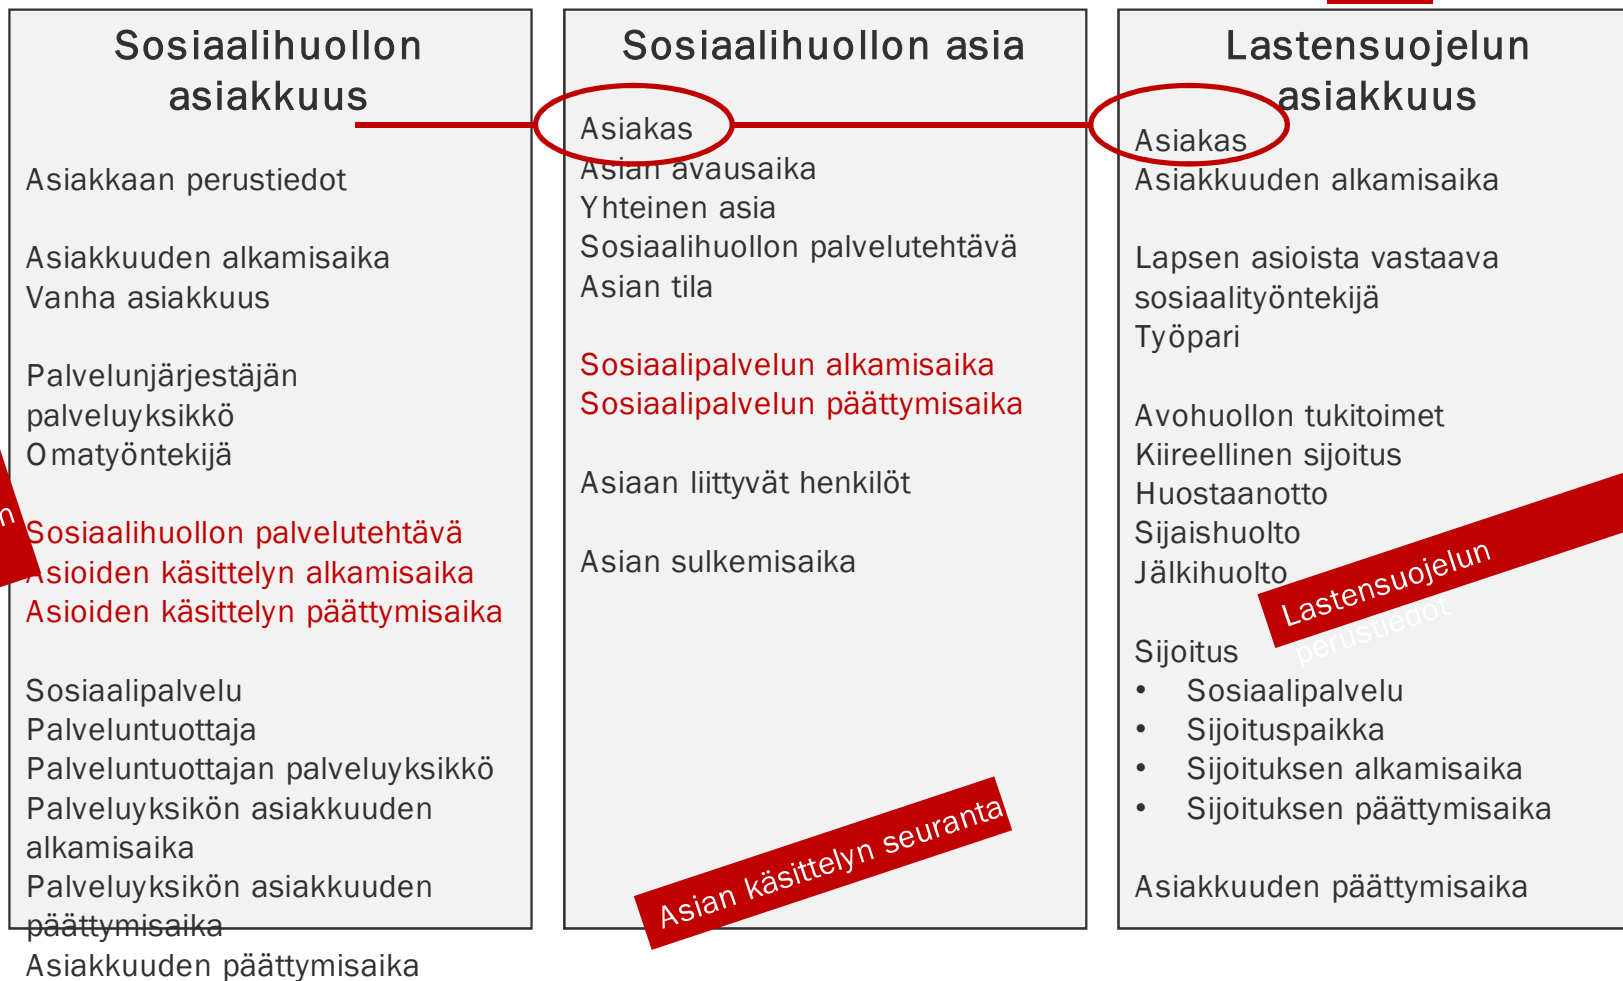 Sosiaalihuollon
asiakkuus
Asiakkaan perustiedot
Asiakkuuden alkamisaika
Vanha asiakkuus
Palvelunjärjestäjän
palveluyksikkö
Omatyöntekijä
Sosiaalihuollon palvelutehtävä
Asioiden käsittelyn alkamisaika
Asioiden käsittelyn päättymisaika
Sosiaalipalvelu
Palveluntuottaja
Palveluntuottajan palveluyksikkö
Palveluyksikön asiakkuuden
alkamisaika
Palveluyksikön asiakkuuden
päättymisaika
Asiakkuuden päättymisaika
Sosiaalihuollon asia
Asiakas
Asian avausaika
Yhteinen asia
Sosiaalihuollon palvelutehtävä
Asian tila
Sosiaalipalvelun alkamisaika
Sosiaalipalvelun päättymisaika
Asiaan liittyvät henkilöt
Asian sulkemisaika
Asian käsittelyn seuranta
Lastensuojelun
asiakkuus
Asiakas
Asiakkuuden alkamisaika
Lapsen asioista vastaava
sosiaalityöntekijä
Työpari
Avohuollon tukitoimet
Kiireellinen sijoitus
Huostaanotto
Sijaishuolto
Jälkihuolto
Lastensuojelun
perustiedot
Sijoitus
• Sosiaalipalvelu
• Sijoituspaikka
• Sijoituksen alkamisaika
• Sijoituksen päättymisaika
Asiakkuuden päättymisaika